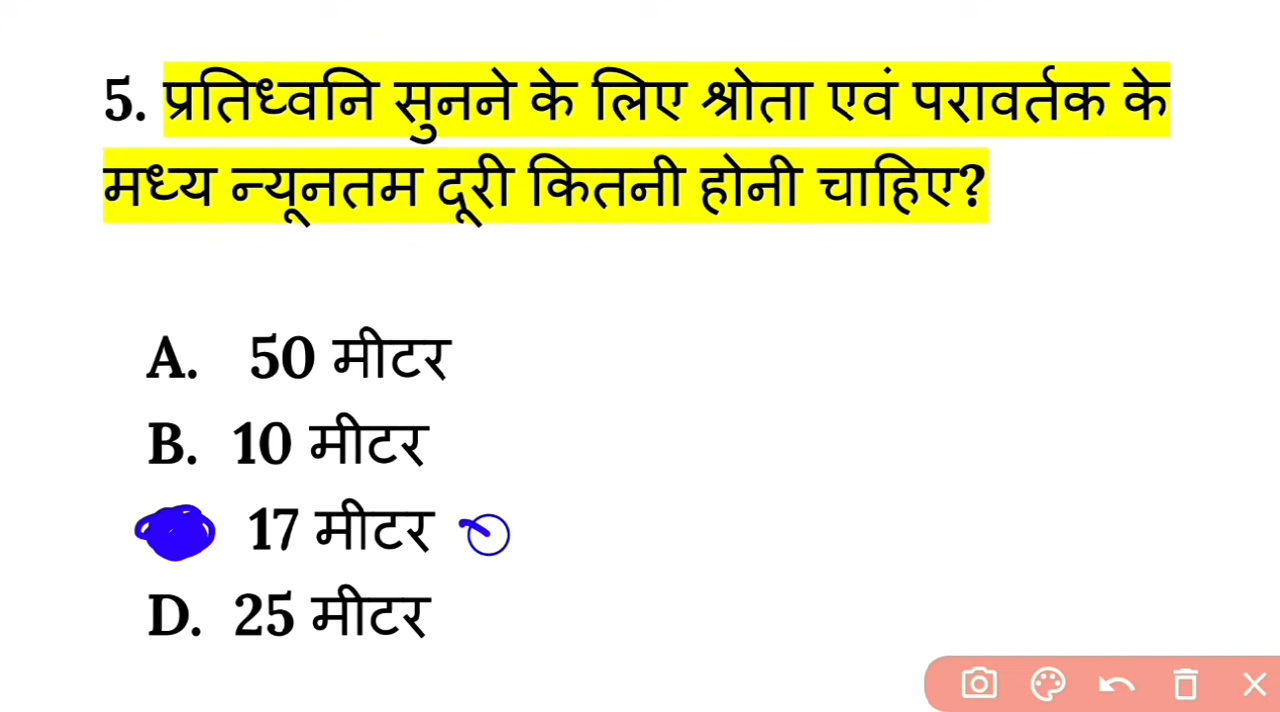 5. प्रतिध्वनि सुनने के लिए श्रोता एवं परावर्तक के
मध्य न्यूनतम दूरी कितनी होनी चाहिए?
A. 50 मीटर
B. 10 मीटर
17 मीटर
D. 25 मीटर